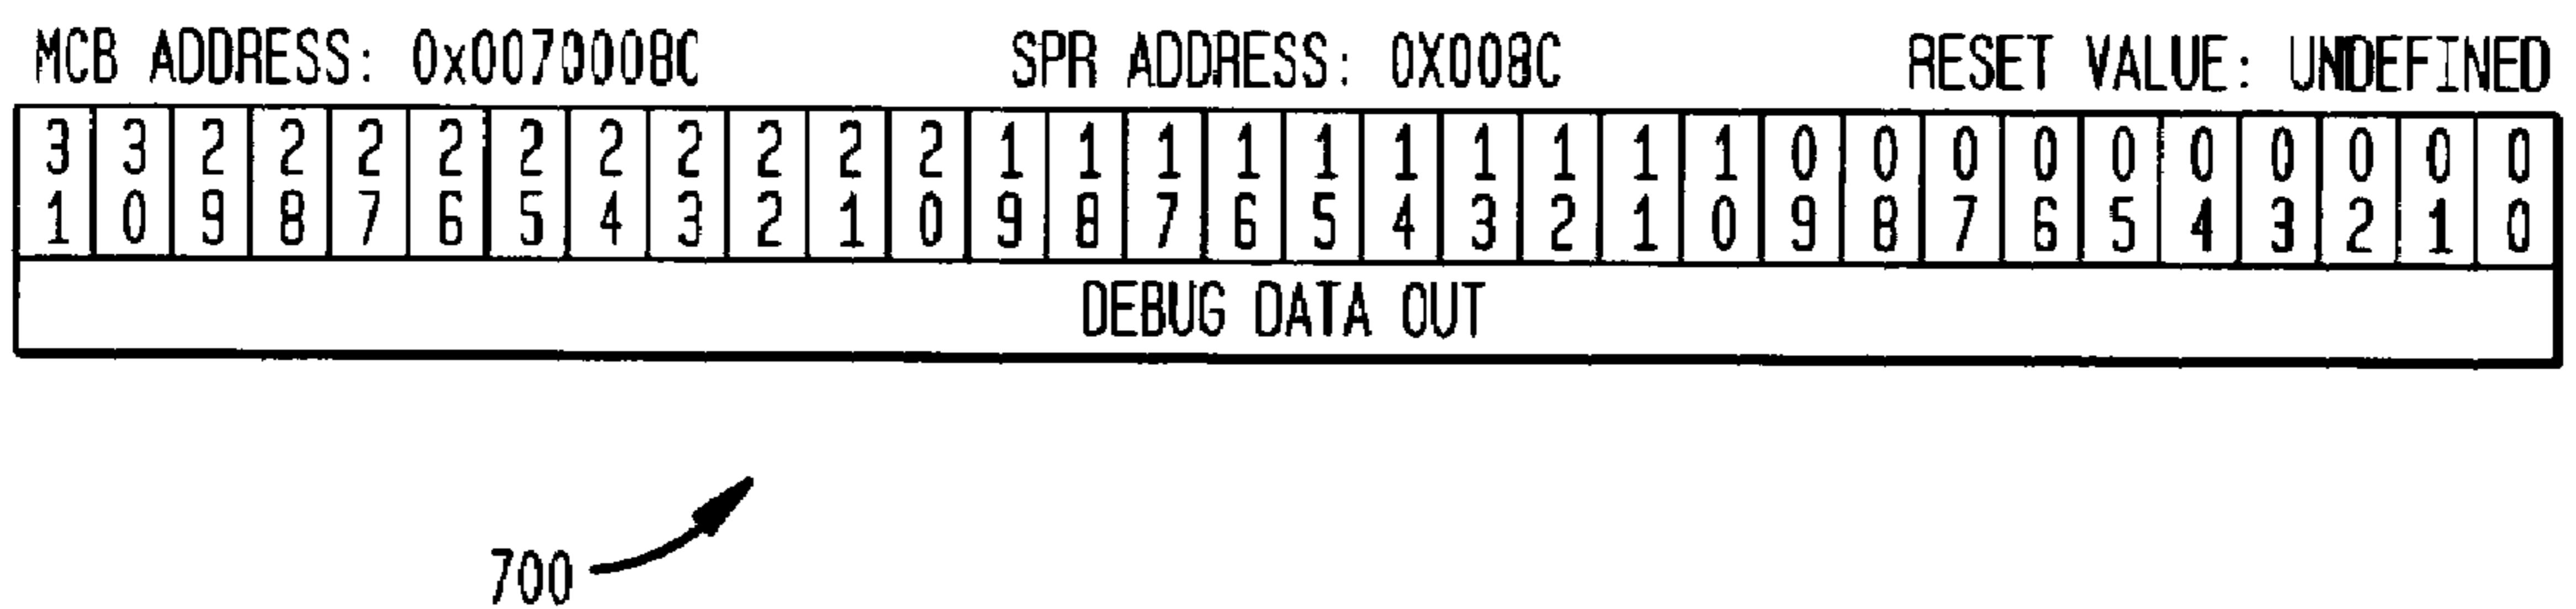 MCB ADDRESS: 0x0070008C SPR ADDRESS: 0X008C RESET VALUE: UNDEFINED
3 3 2 2 2 2 2 2 2 2 2 2 1 1 1 1 1 1 1 1 1 1 0 0 0 0 0 0 0 0 0 0
1 0 9 8 7 6 5 4 3 2 1 0 9 8 7 6 5 4 3 2 1 0 9 8 7 6 5 4 3 2 1 0
DEBUG DATA OUT
700